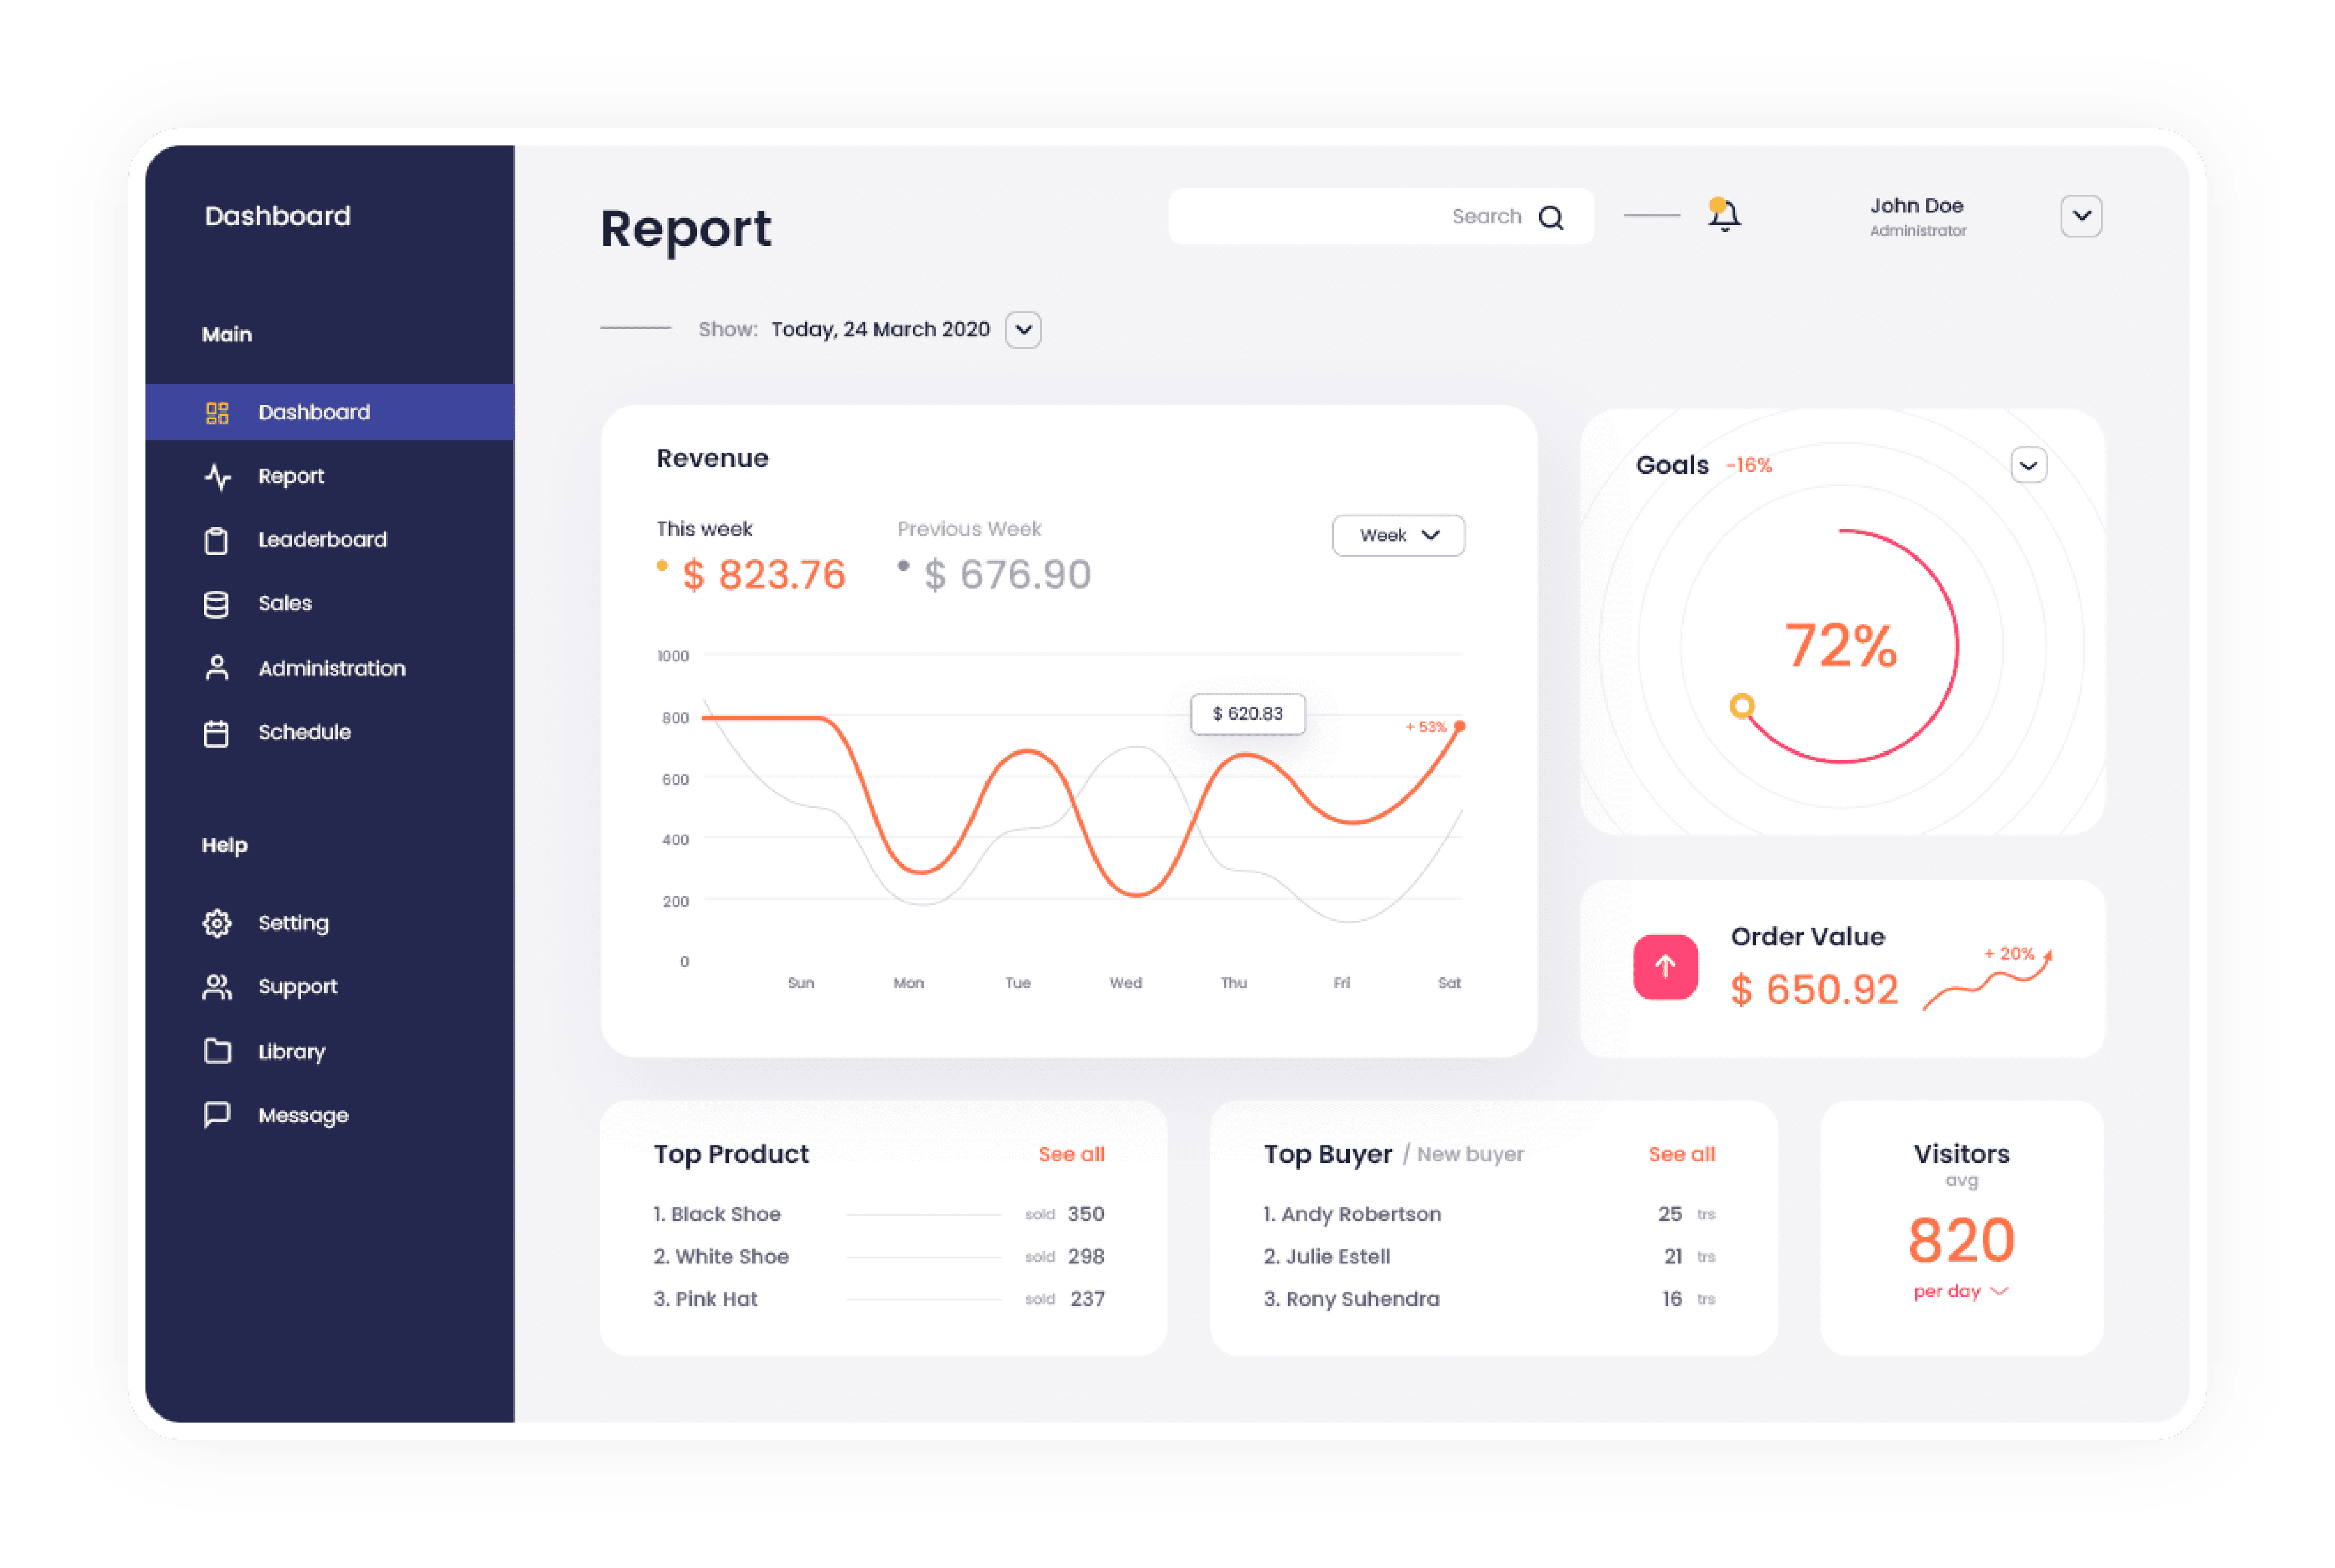 Dashboard
Main
Dashboard
Report
Leaderboard
Sales
Administration
Schedule
Help
Setting
Support
Library
Message
Report
Search
John Doe
Administrator
Show: Today, 24 March 2020
Revenue
This week
$ 823.76
Previous Week
$ 676.90
Week
1000
800
600
400
200
0
$ 620.83
+ 53%
Sun Mon Tue Wed Thu Fri Sat
Goals -16%
72%
Order Value
$ 650.92
+ 20%
Top Product See all
1. Black Shoe sold 350
2. White Shoe sold 298
3. Pink Hat sold 237
Top Buyer / New buyer See all
1. Andy Robertson 25 trs
2. Julie Estell 21 trs
3. Rony Suhendra 16 trs
Visitors
avg
820
per day